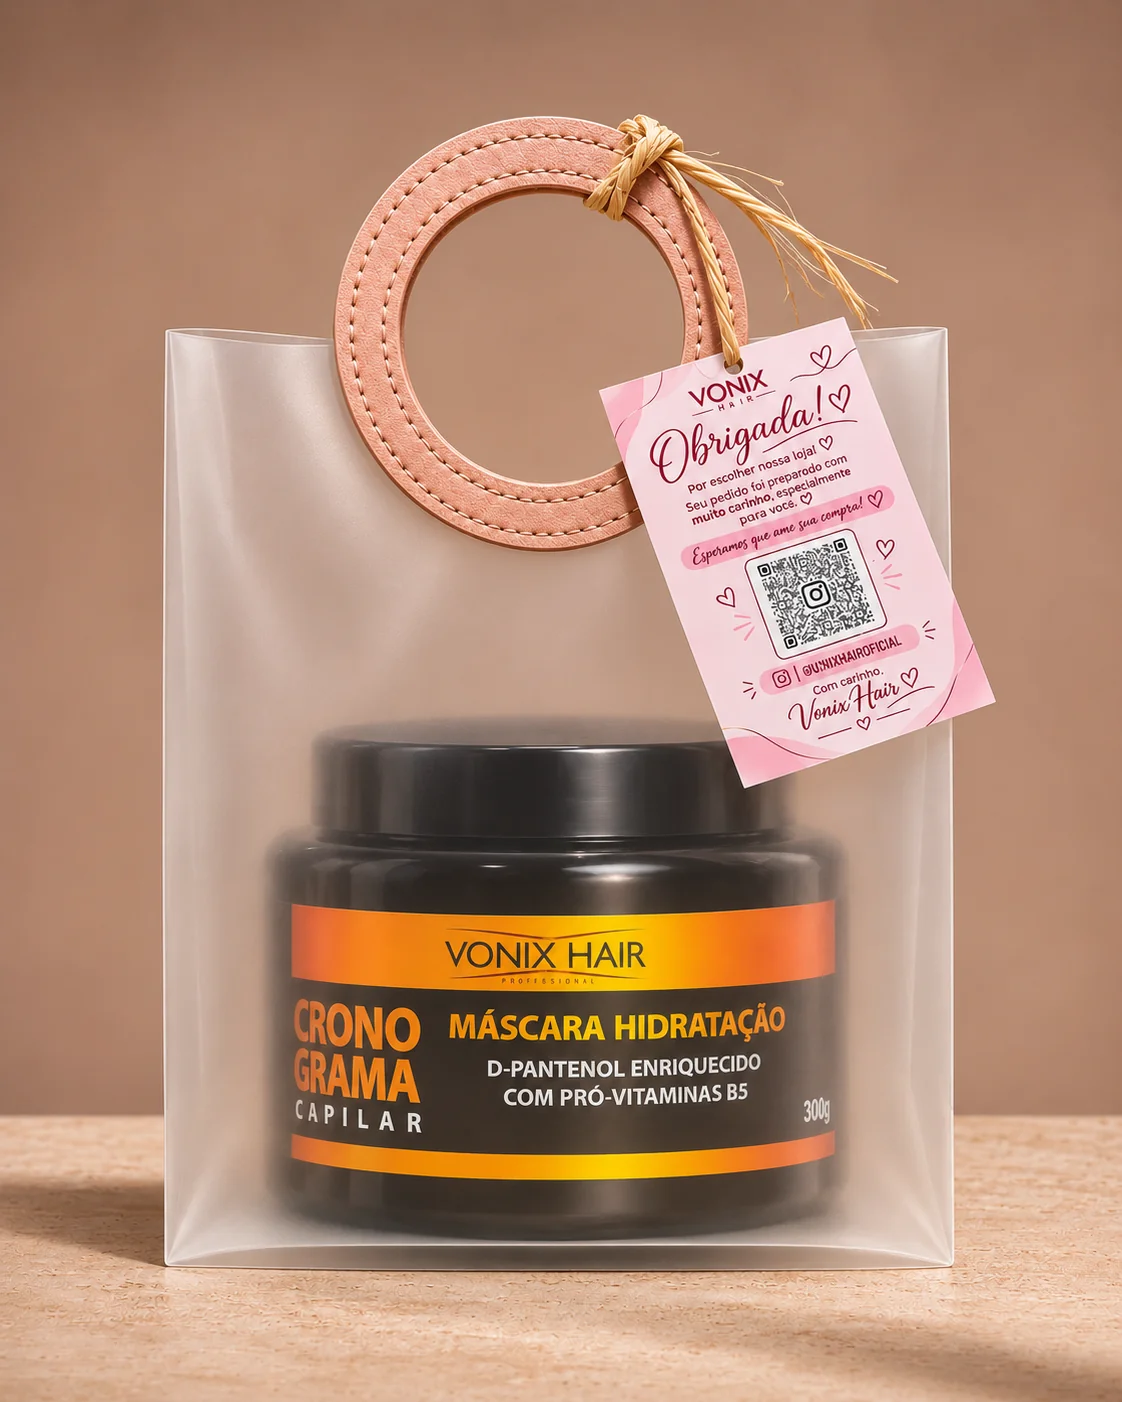 VONIX
HAIR
Obrigada!
Por escolher nossa loja!
Seu pedido foi preparado com
muito carinho, especialmente
para você.
Esperamos que ame sua compra!
Com carinho,
Vonix Hair
VONIX HAIR
PROFESSIONAL
CRONO
GRAMA
CAPILAR
MÁSCARA HIDRATAÇÃO
D-PANTENOL ENRIQUECIDO
COM PRÓ-VITAMINAS B5
300g